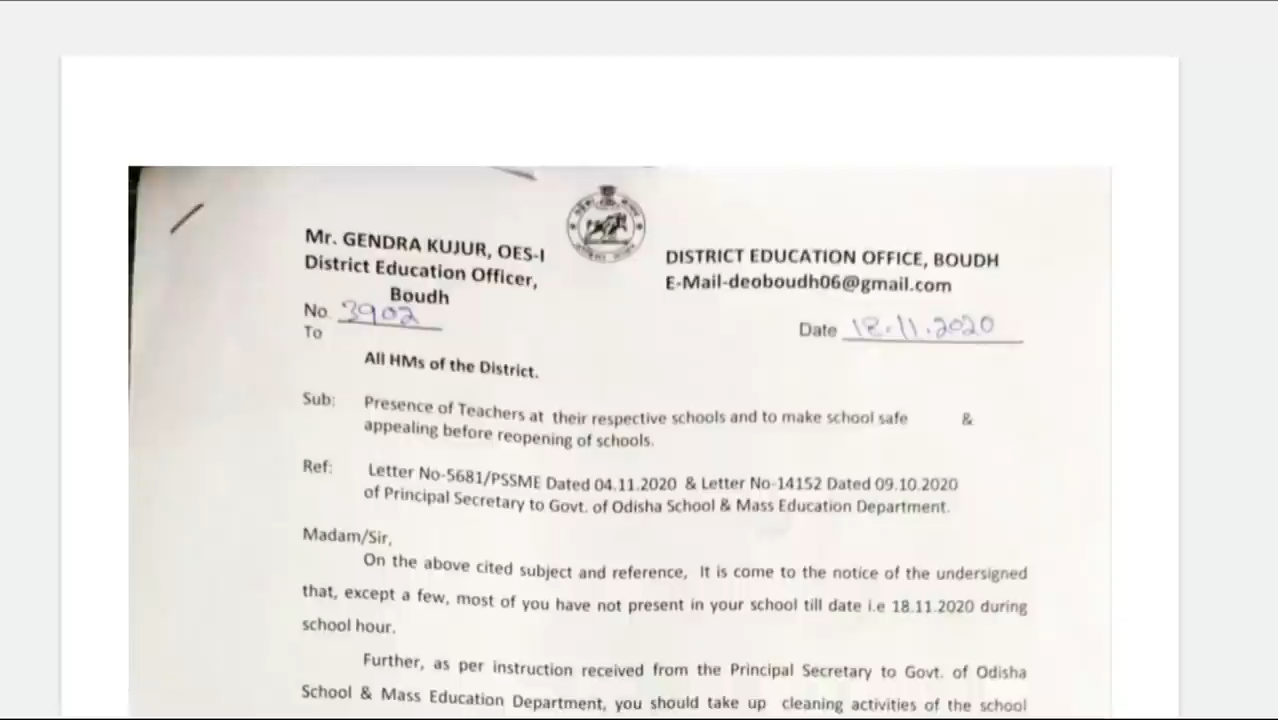 Mr. GENDRA KUJUR, OES-I
District Education Officer,
Boudh
DISTRICT EDUCATION OFFICE, BOUDH
E-Mail-deoboudh06@gmail.com
No. 3902
Date 18.11.2020
To
All HMs of the District.
Sub: Presence of Teachers at their respective schools and to make school safe &
appealing before reopening of schools.
Ref: Letter No-5681/PSSME Dated 04.11.2020 & Letter No-14152 Dated 09.10.2020
of Principal Secretary to Govt. of Odisha School & Mass Education Department.
Madam/Sir,
On the above cited subject and reference, It is come to the notice of the undersigned
that, except a few, most of you have not present in your school till date i.e 18.11.2020 during
school hour.
Further, as per instruction received from the Principal Secretary to Govt. of Odisha
School & Mass Education Department, you should take up cleaning activities of the school